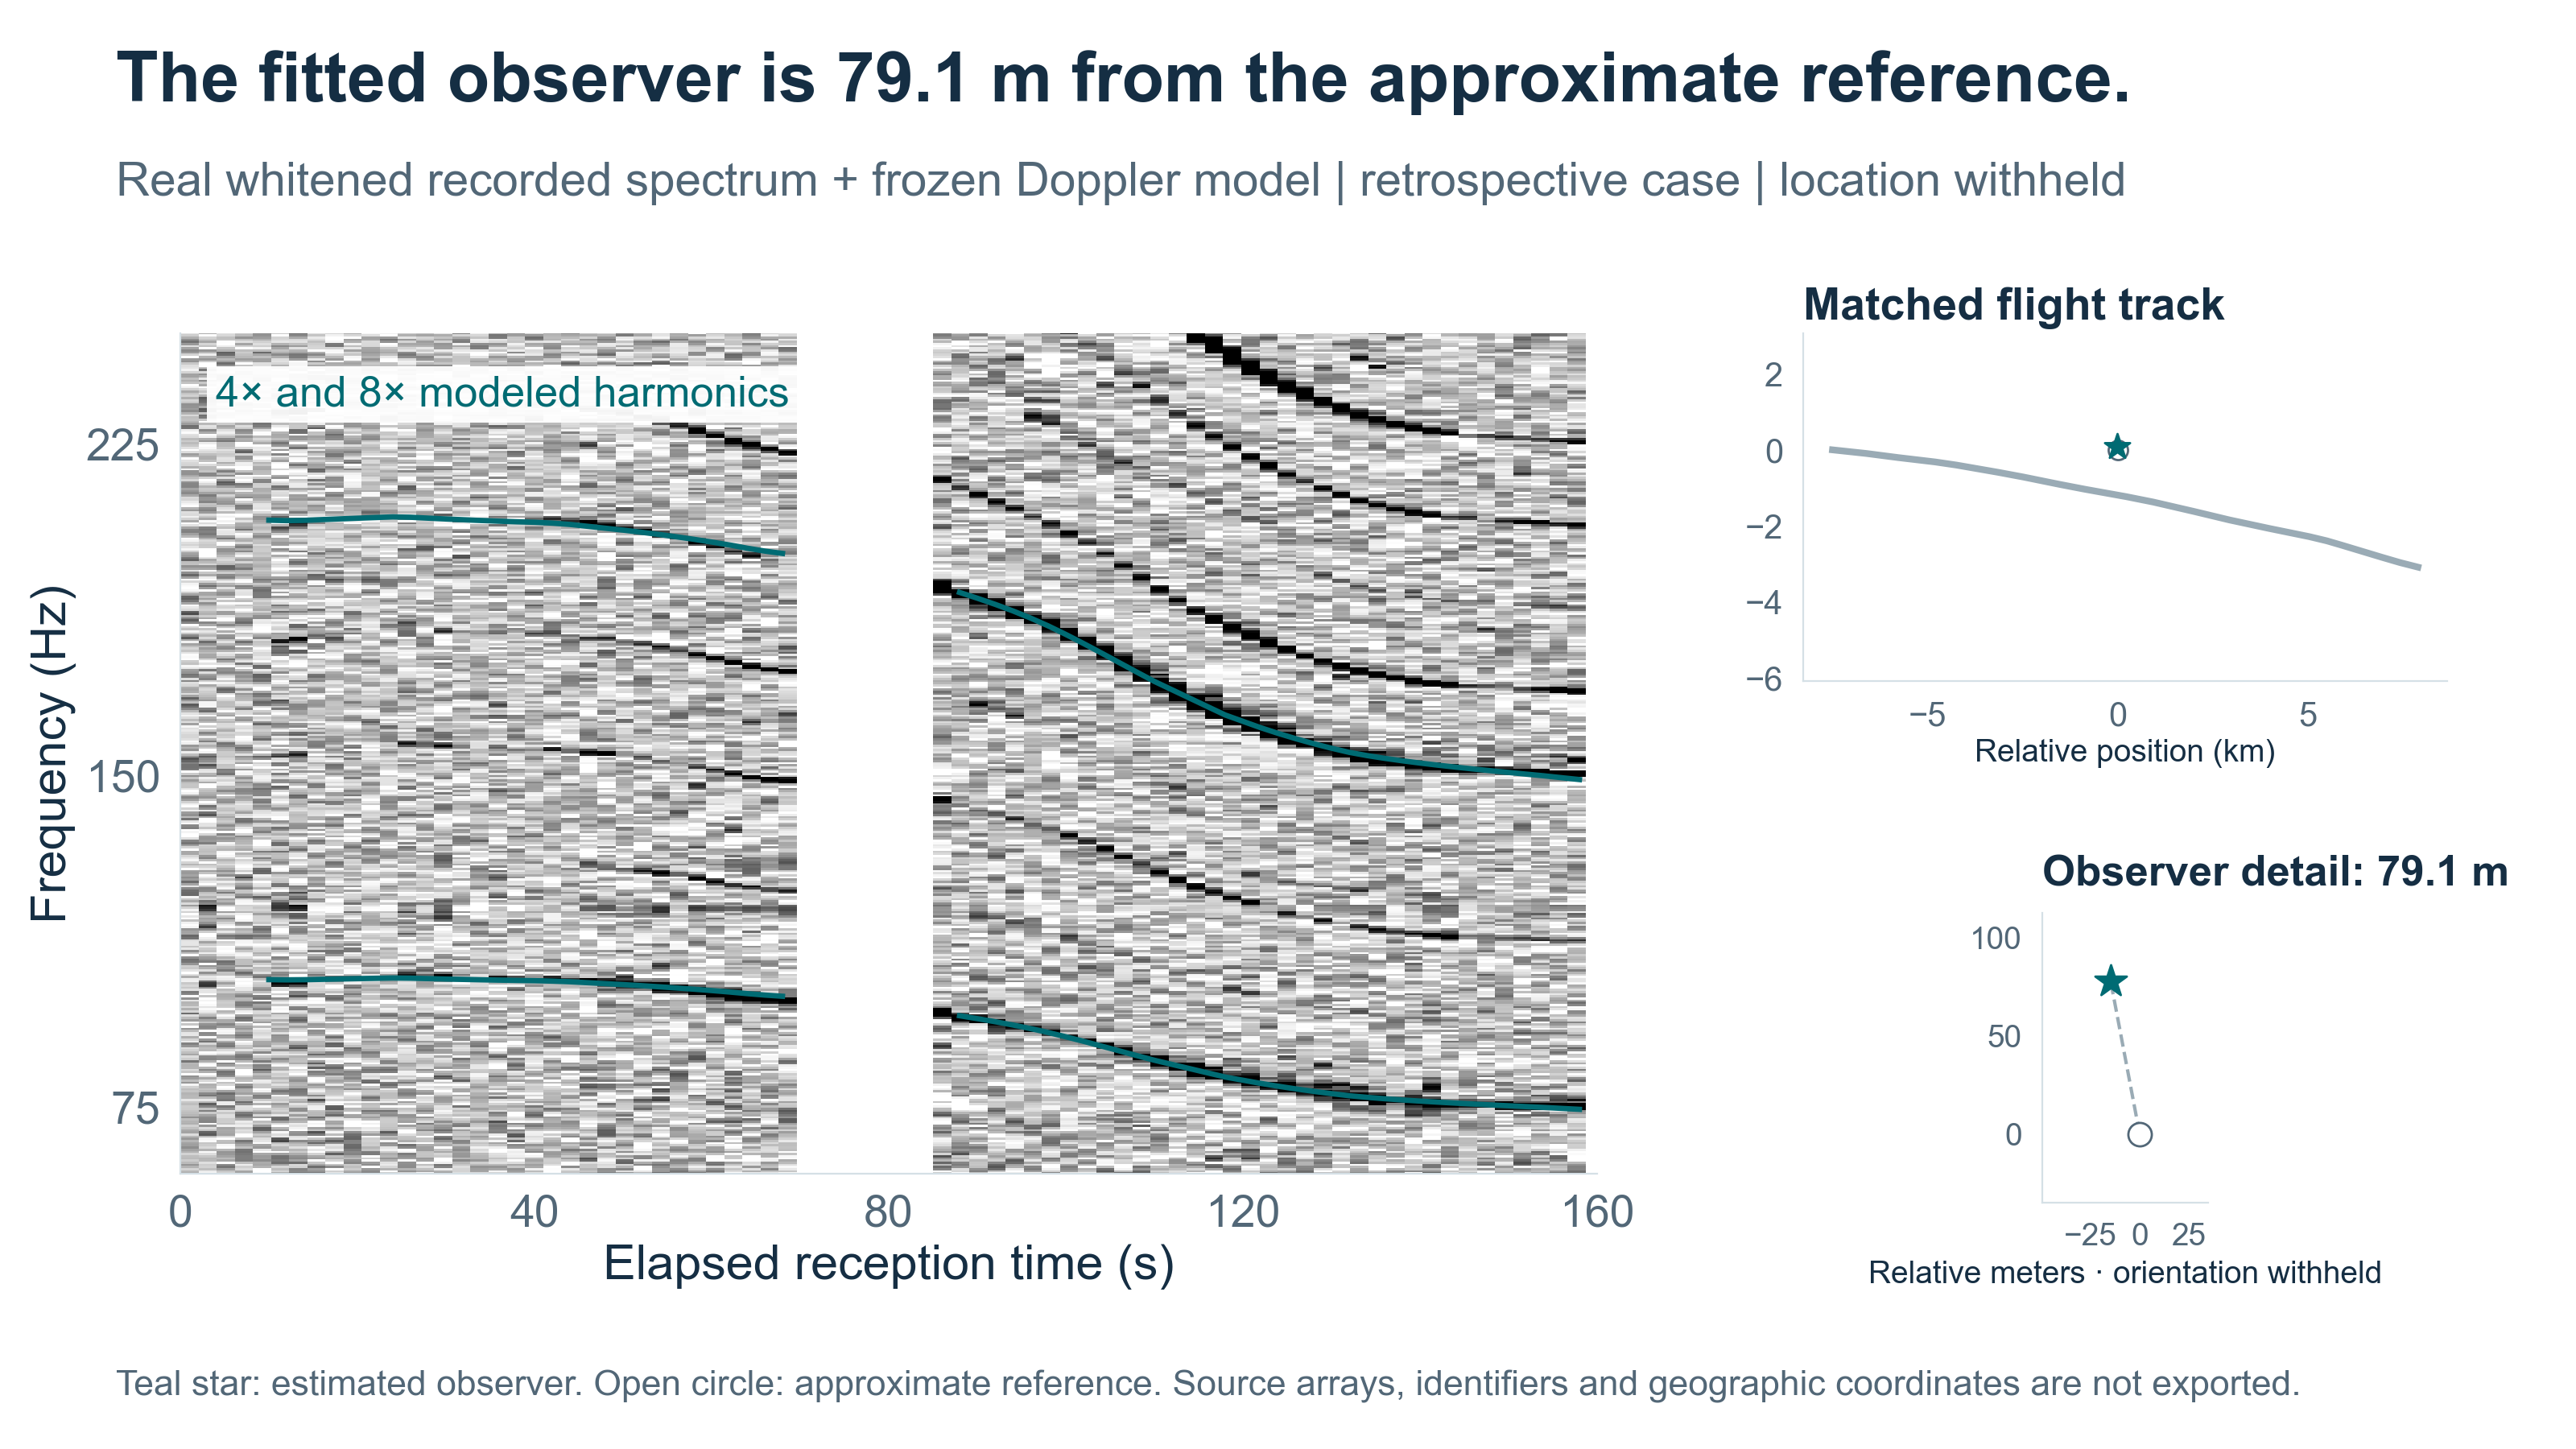 The fitted observer is 79.1 m from the approximate reference.
Real whitened recorded spectrum + frozen Doppler model | retrospective case | location withheld
4× and 8× modeled harmonics
225
150
75
Frequency (Hz)
0
40
80
120
160
Elapsed reception time (s)
Matched flight track
2
0
−2
−4
−6
−5
0
5
Relative position (km)
Observer detail: 79.1 m
100
50
0
−25
0
25
Relative meters · orientation withheld
Teal star: estimated observer. Open circle: approximate reference. Source arrays, identifiers and geographic coordinates are not exported.